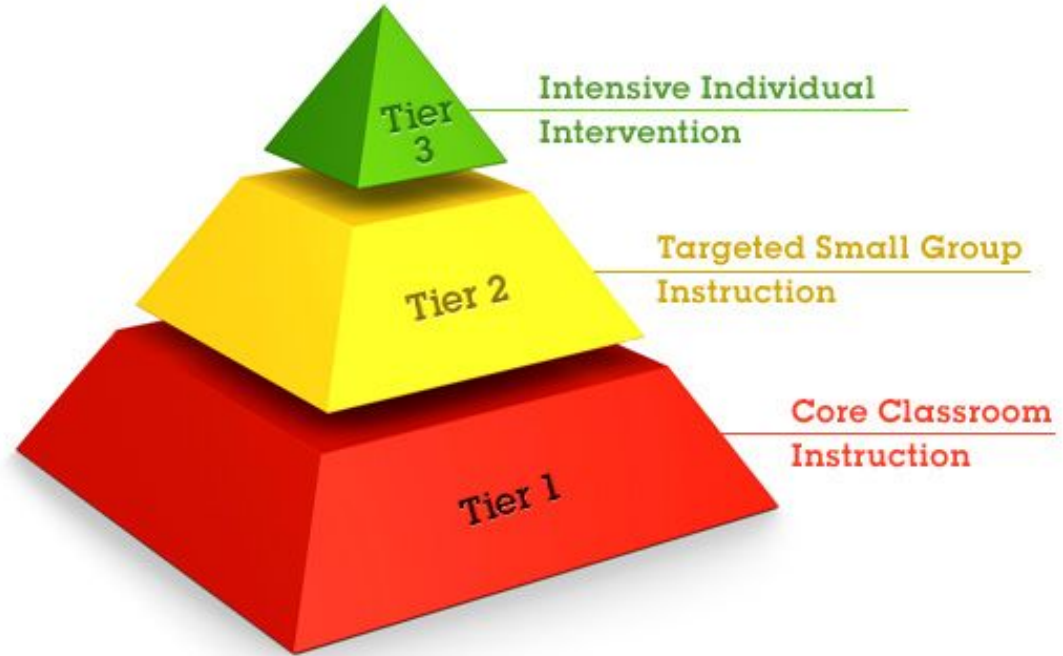 Tier
3
Intensive Individual
Intervention
Tier 2
Targeted Small Group
Instruction
Tier 1
Core Classroom
Instruction